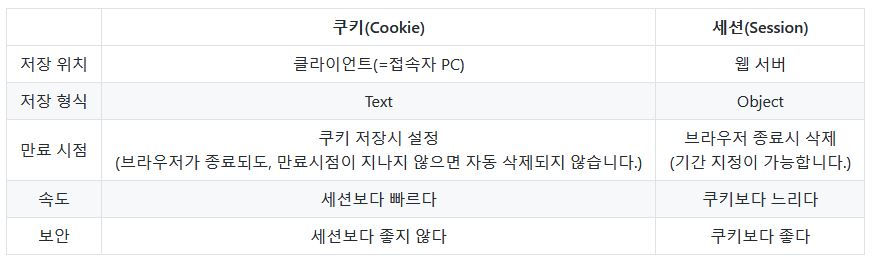 쿠키(Cookie) 세션(Session)
저장 위치 클라이언트(=접속자 PC) 웹 서버
저장 형식 Text Object
만료 시점 쿠키 저장시 설정
(브라우저가 종료되도, 만료시점이 지나지 않으면 자동 삭제되지 않습니다.) 브라우저 종료시 삭제
(기간 지정이 가능합니다.)
속도 세션보다 빠르다 쿠키보다 느리다
보안 세션보다 좋지 않다 쿠키보다 좋다